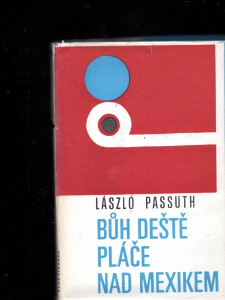 LÁSZLÓ PASSUTH
BŮH DEŠTĚ
PLÁČE
NAD MEXIKEM